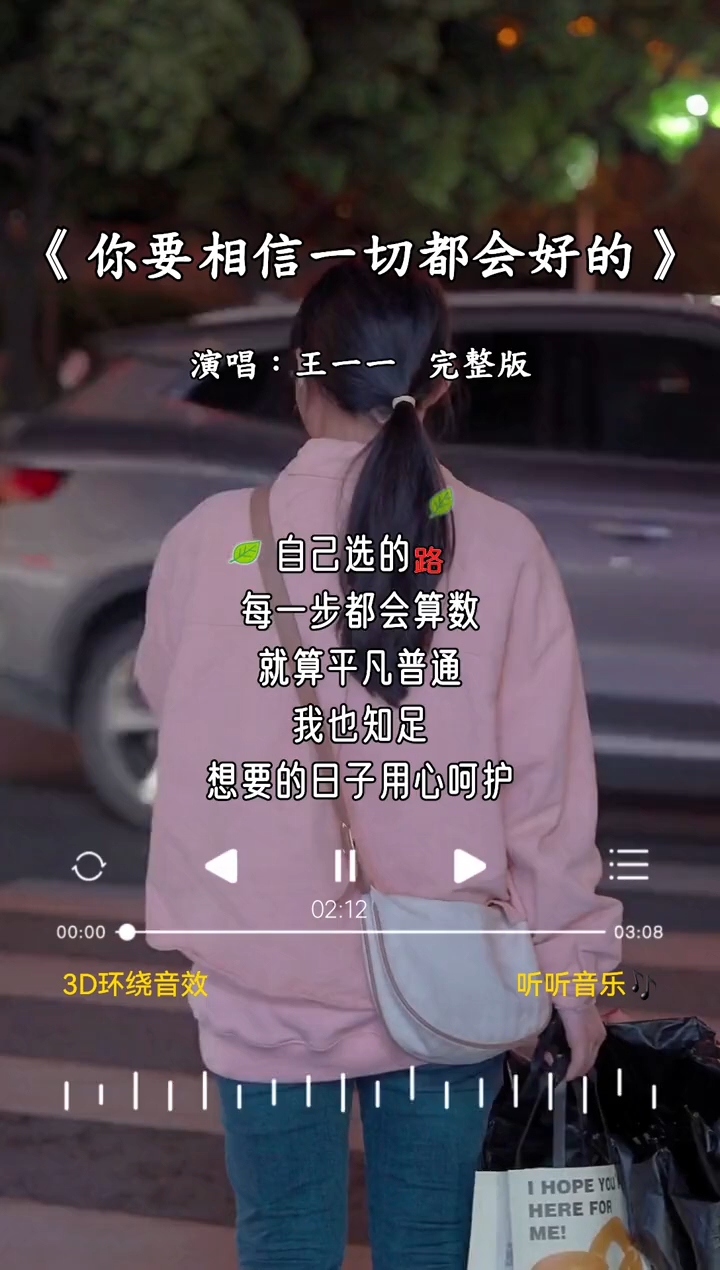 《你要相信一切都会好的》
演唱：王一一 完整版
自己选的路
每一步都会算数
就算平凡普通
我也知足
想要的日子用心呵护
02:12
00:00 03:08
3D环绕音效 听听音乐🎶
I HOPE YOU
HERE FOR
ME!